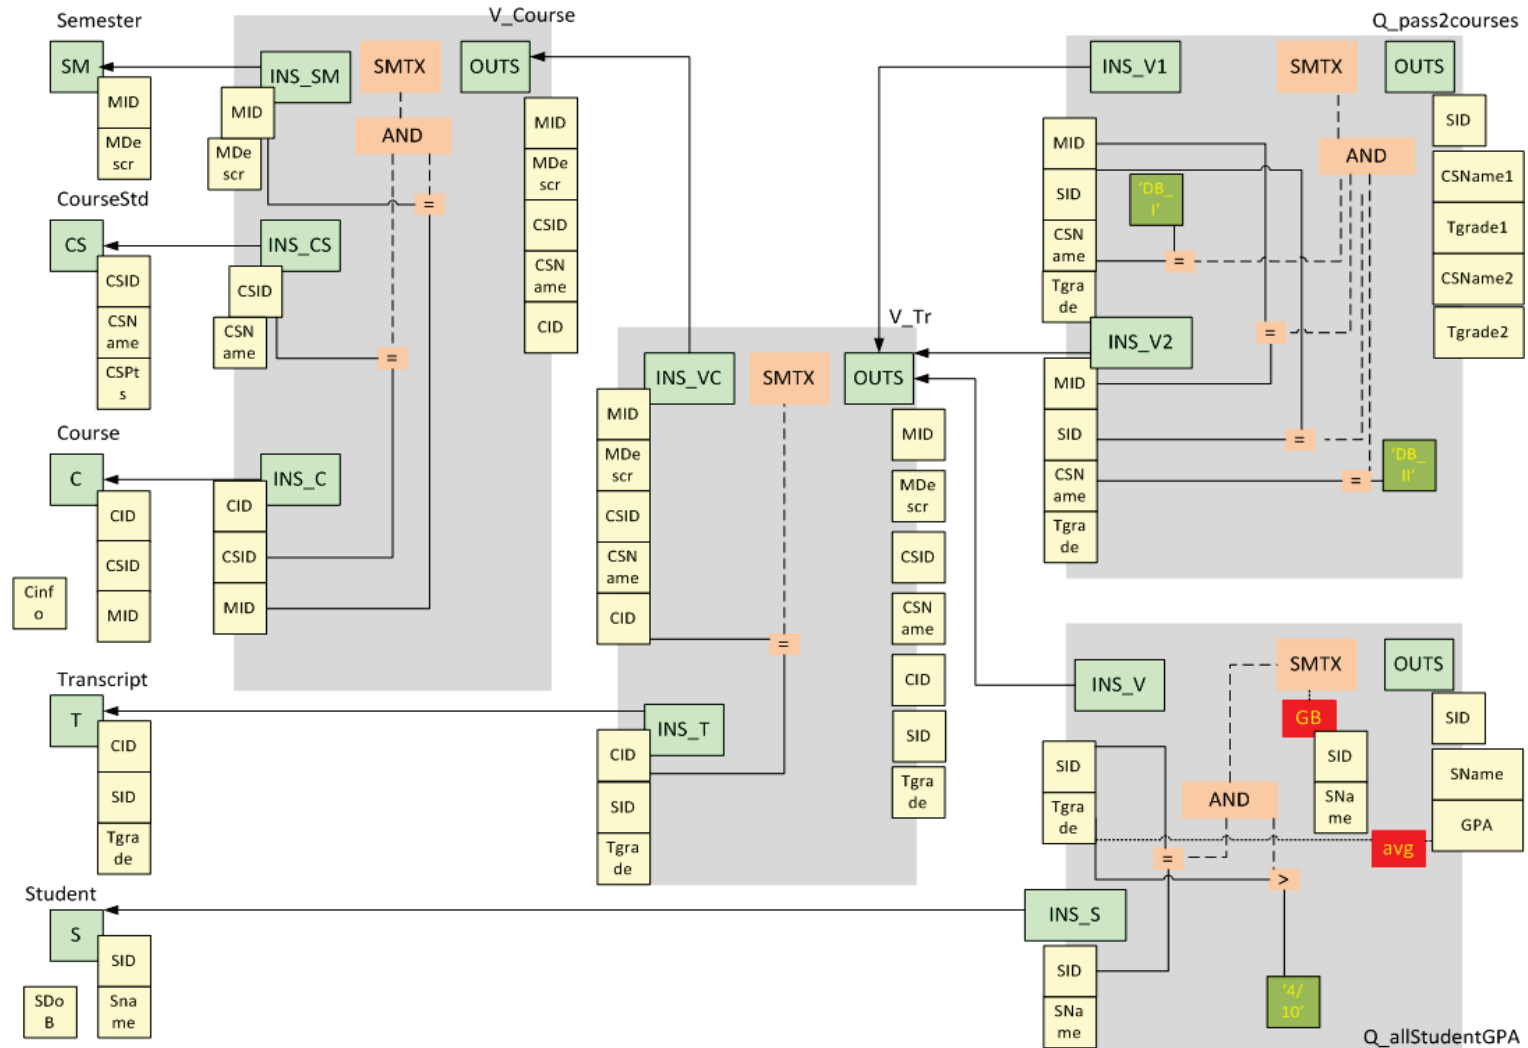 Semester
SM
MID
MDe
scr
CourseStd
CS
CSID
CSN
ame
CSPt
s
Course
C
CID
CSID
MID
Cinf
o
Transcript
T
CID
SID
Tgra
de
Student
S
SID
Sna
me
SDo
B
V_Course
INS_SM
SMTX
OUTS
MID
MDe
scr
AND
=
INS_CS
CSID
CSN
ame
=
INS_C
CID
CSID
MID
MID
MDe
scr
CSID
CSN
ame
CID
V_Tr
INS_VC
SMTX
OUTS
MID
MDe
scr
CSID
CSN
ame
CID
=
INS_T
CID
SID
Tgra
de
MID
MDe
scr
CSID
CSN
ame
CID
SID
Tgra
de
Q_pass2courses
INS_V1
SMTX
OUTS
MID
SID
CSN
ame
Tgra
de
AND
'DB_
I'
=
=
INS_V2
MID
SID
CSN
ame
Tgra
de
=
=
'DB_
II'
SID
CSName1
Tgrade1
CSName2
Tgrade2
INS_V
SMTX
OUTS
GB
SID
SNa
me
SID
Tgra
de
AND
=
>
avg
SID
SName
GPA
INS_S
SID
SNa
me
'4/
10'
Q_allStudentGPA